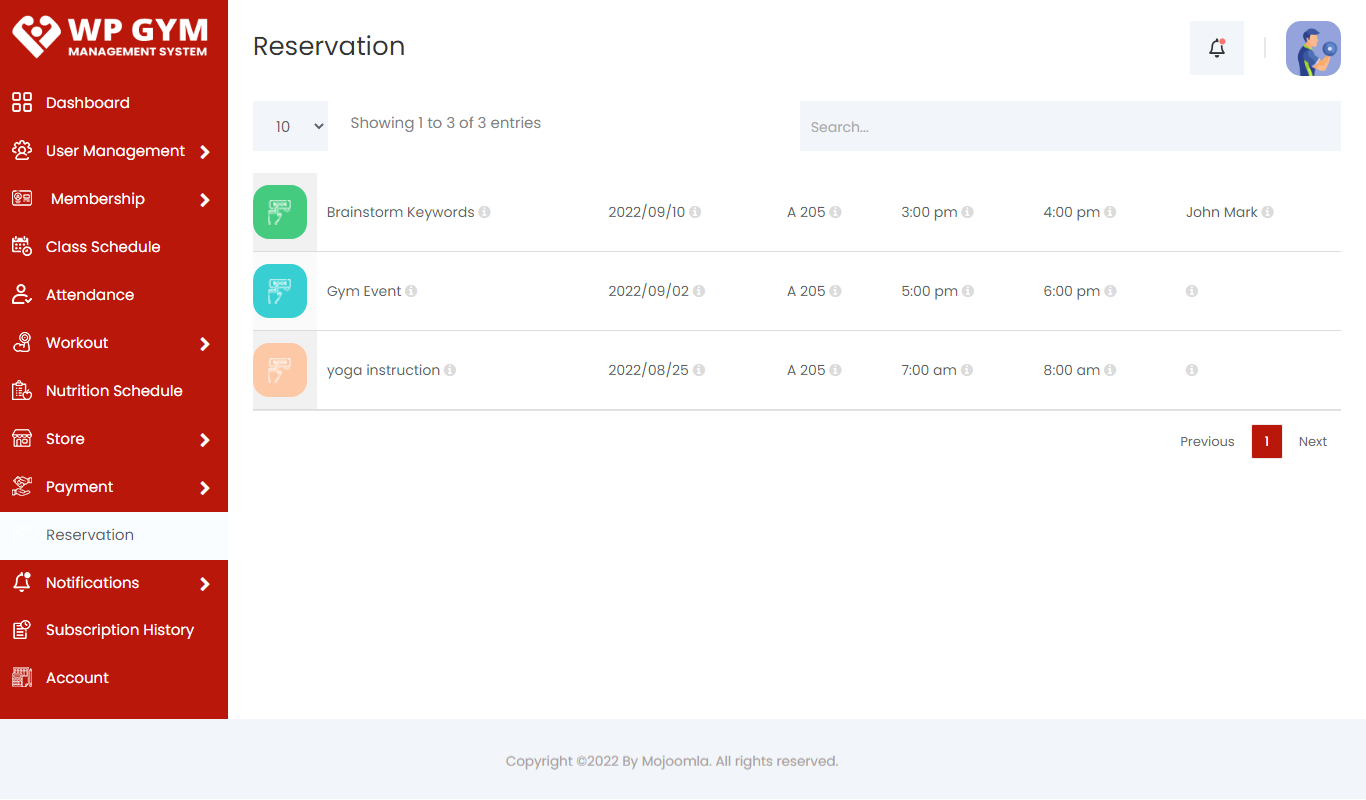 WP GYM
MANAGEMENT SYSTEM
Dashboard
User Management
Membership
Class Schedule
Attendance
Workout
Nutrition Schedule
Store
Payment
Reservation
Notifications
Subscription History
Account
Reservation
10
Showing 1 to 3 of 3 entries
Search...
Brainstorm Keywords 2022/09/10 A 205 3:00 pm 4:00 pm John Mark
Gym Event 2022/09/02 A 205 5:00 pm 6:00 pm
yoga instruction 2022/08/25 A 205 7:00 am 8:00 am
Previous 1 Next
Copyright ©2022 By Mojoomla. All rights reserved.